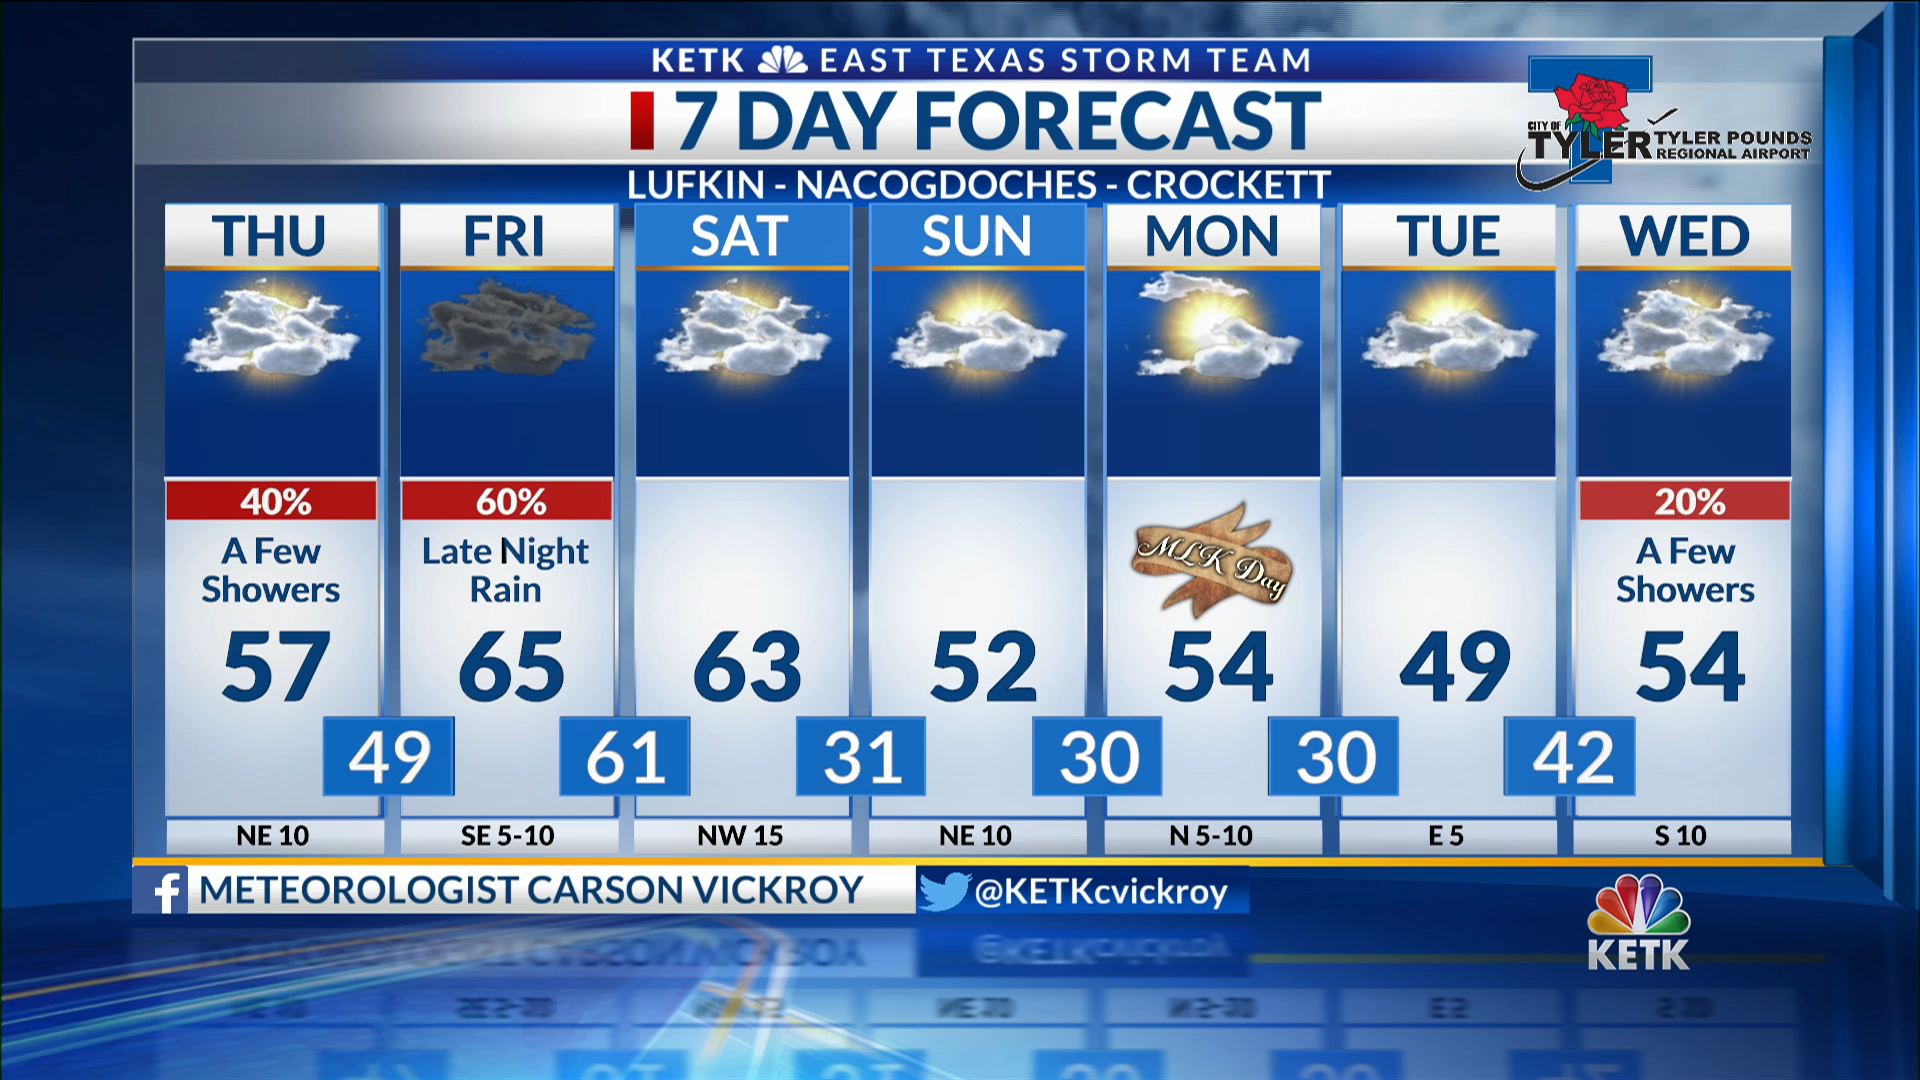 KETK EAST TEXAS STORM TEAM
7 DAY FORECAST
LUFKIN - NACOGDOCHES - CROCKETT
CITY OF
TYLER
TYLER POUNDS
REGIONAL AIRPORT
THU FRI SAT SUN MON TUE WED
40% 60% 20%
A Few Late Night A Few
Showers Rain Showers
MLK Day
57 65 63 52 54 49 54
49 61 31 30 30 42
NE 10 SE 5-10 NW 15 NE 10 N 5-10 E 5 S 10
f METEOROLOGIST CARSON VICKROY @KETKcvickroy
KETK